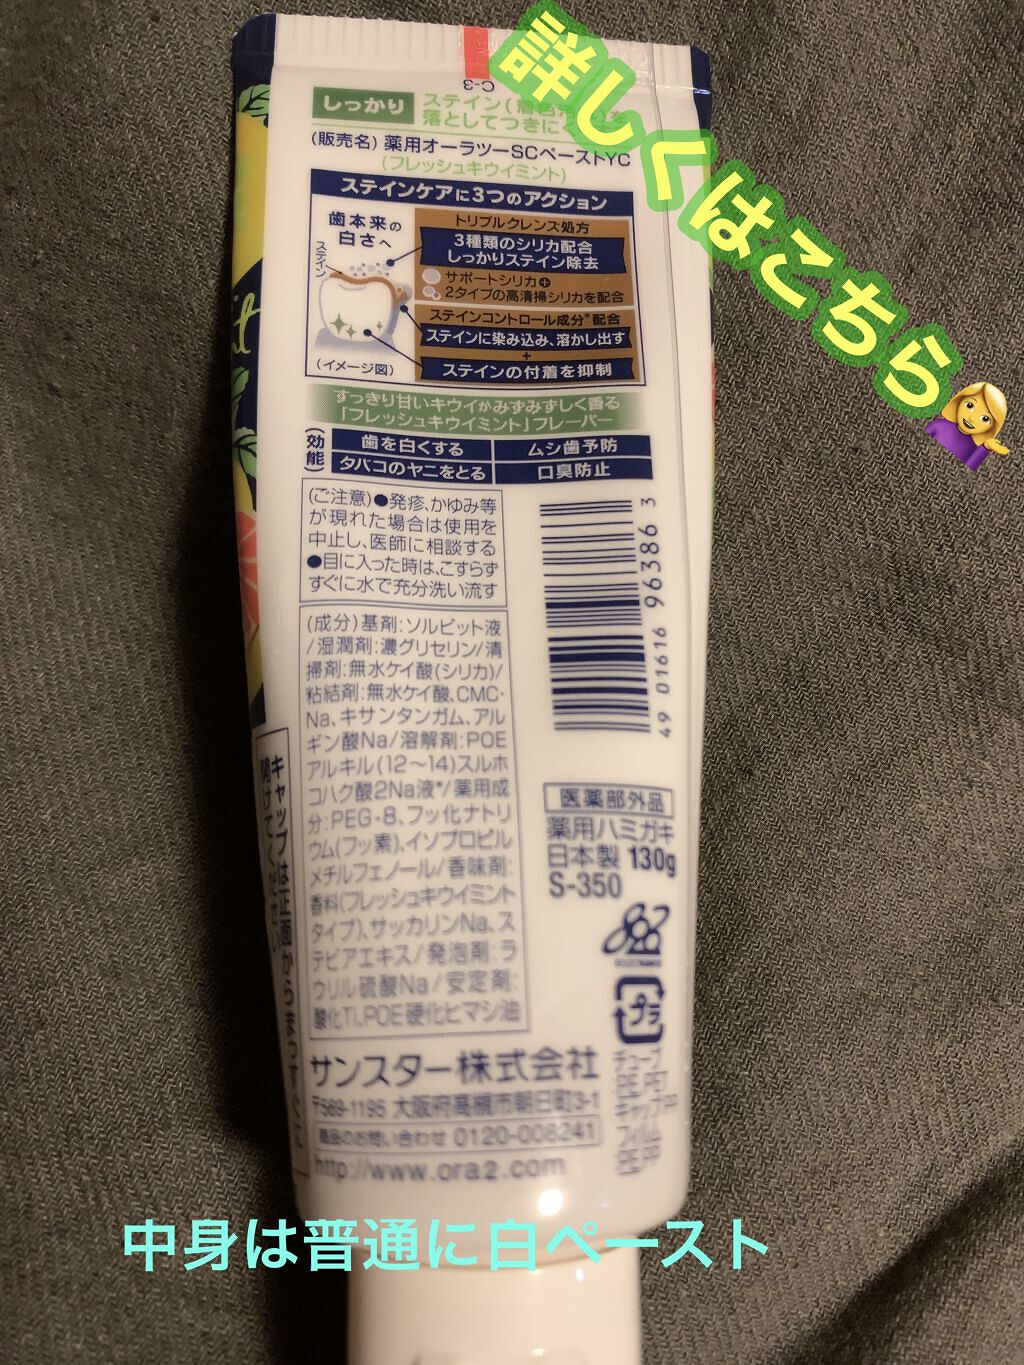 詳しくはこちら
C-3
しっかり
ステイン(着色汚れ)を
落としてつきにくく
(販売名) 薬用オーラツーSCペーストYC
(フレッシュキウイミント)
ステインケアに3つのアクション
歯本来の
白さへ
ステイン
(イメージ図)
トリプルクレンズ処方
3種類のシリカ配合
しっかりステイン除去
サポートシリカ+
2タイプの高清掃シリカを配合
ステインコントロール成分*配合
ステインに染み込み、溶かし出す
+
ステインの付着を抑制
すっきり甘いキウイがみずみずしく香る
「フレッシュキウイミント」フレーバー
(効能)
歯を白くする
ムシ歯予防
タバコのヤニをとる
口臭防止
(ご注意)●発疹、かゆみ等
が現れた場合は使用を
中止し、医師に相談する
●目に入った時は、こすらず
すぐに水で充分洗い流す
(成分)基剤:ソルビット液
/湿潤剤:濃グリセリン/清
掃剤:無水ケイ酸(シリカ)/
粘結剤:無水ケイ酸、CMC・
Na、キサンタンガム、アル
ギン酸Na/溶解剤:POE
アルキル(12〜14)スルホ
コハク酸2Na液*/薬用成
分:PEG-8、フッ化ナトリ
ウム(フッ素)、イソプロピル
メチルフェノール/香味剤:
香料(フレッシュキウイミント
タイプ)、サッカリンNa、ス
テビアエキス/発泡剤:ラ
ウリル硫酸Na/安定剤:
酸化Ti、POE硬化ヒマシ油
4 901616 963863
医薬部外品
薬用ハミガキ
日本製 130g
S-350
プラ
チューブ
:PE,PET
キャップ:PP
フィルム
:PE,PP
キャップは正面からまっすぐに
開けてください
サンスター株式会社
〒569-1195 大阪府高槻市朝日町3-1
商品のお問い合わせ 0120-008241
http://www.ora2.com
中身は普通に白ペースト